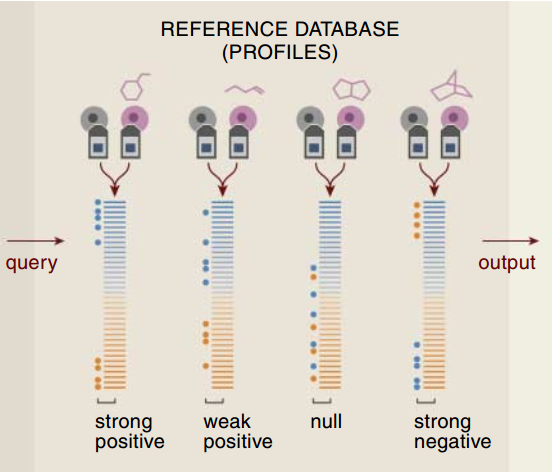 REFERENCE DATABASE
(PROFILES)
query
output
strong
positive
weak
positive
null
strong
negative